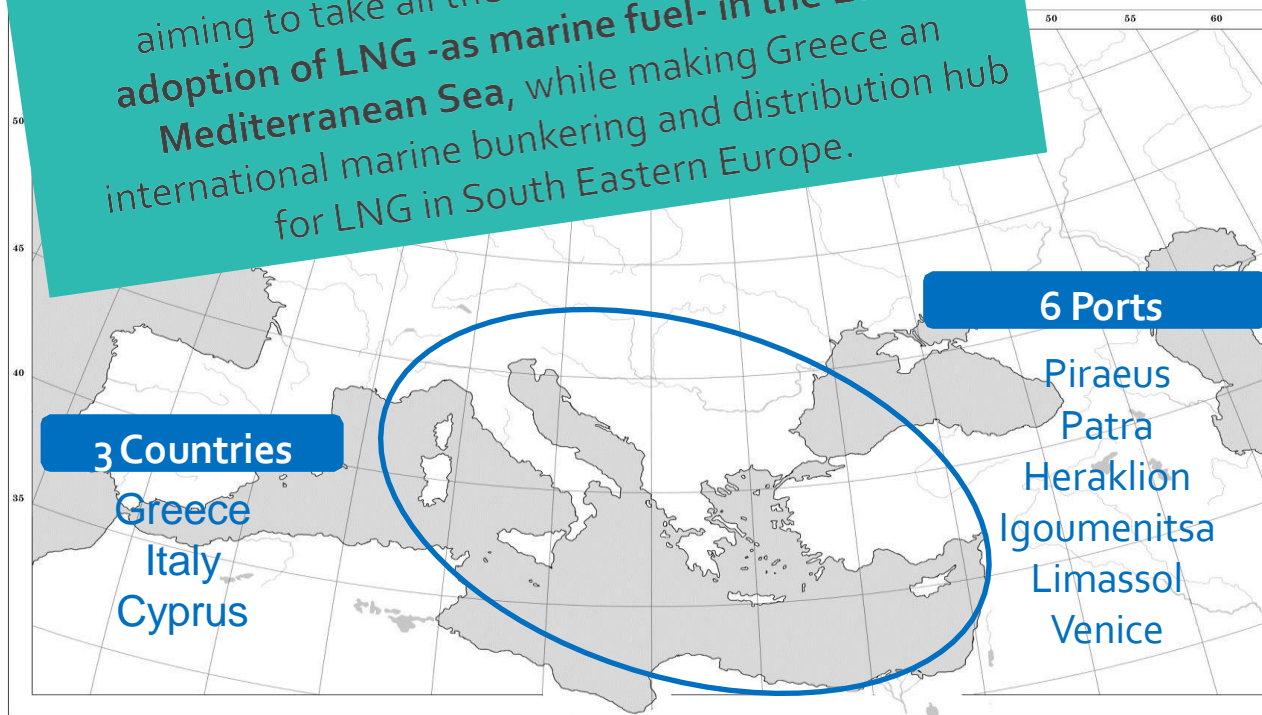 aiming to take all the
adoption of LNG -as marine fuel- in the
Mediterranean Sea, while making Greece an
international marine bunkering and distribution hub
for LNG in South Eastern Europe.
50
55
60
50
45
40
35
3 Countries
Greece
Italy
Cyprus
6 Ports
Piraeus
Patra
Heraklion
Igoumenitsa
Limassol
Venice